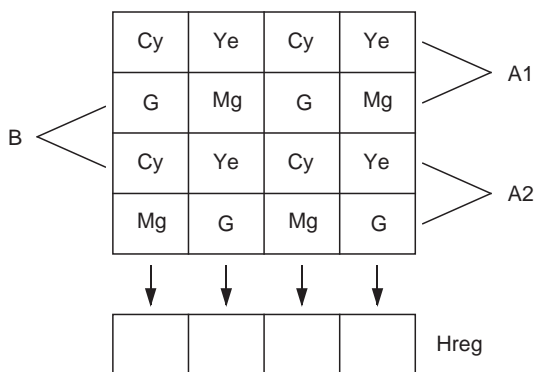 Cy Ye Cy Ye
A1
G Mg G Mg
B
Cy Ye Cy Ye
A2
Mg G Mg G
Hreg